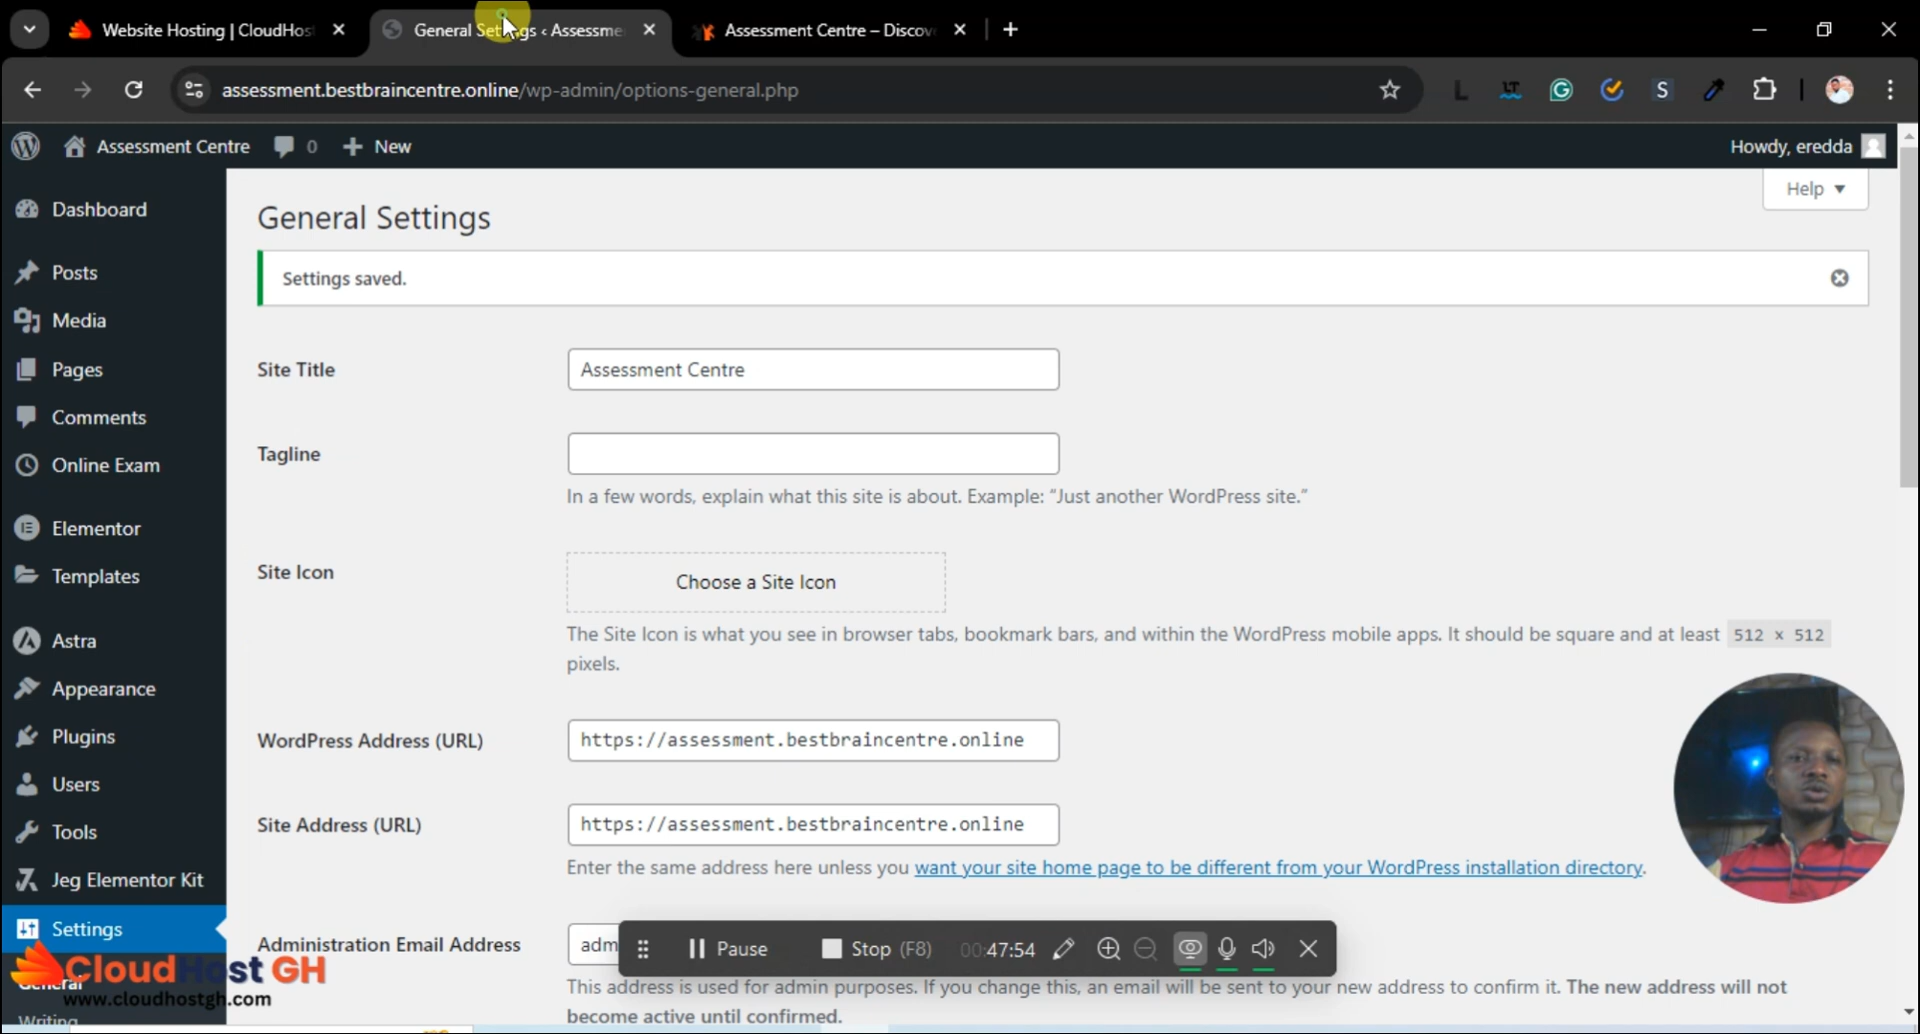 Website Hosting | CloudHos
General Settings ‹ Assessme
Assessment Centre – Discov
assessment.bestbraincentre.online/wp-admin/options-general.php
Assessment Centre
0
New
Howdy, eredda
Help
Dashboard
Posts
Media
Pages
Comments
Online Exam
Elementor
Templates
Astra
Appearance
Plugins
Users
Tools
Jeg Elementor Kit
Settings
General
Writing
General Settings
Settings saved.
Site Title
Assessment Centre
Tagline
In a few words, explain what this site is about. Example: “Just another WordPress site.”
Site Icon
Choose a Site Icon
The Site Icon is what you see in browser tabs, bookmark bars, and within the WordPress mobile apps. It should be square and at least 512 x 512
pixels.
WordPress Address (URL)
https://assessment.bestbraincentre.online
Site Address (URL)
https://assessment.bestbraincentre.online
Enter the same address here unless you want your site home page to be different from your WordPress installation directory.
Administration Email Address
adm
Pause
Stop (F8)
00:47:54
This address is used for admin purposes. If you change this, an email will be sent to your new address to confirm it. The new address will not
become active until confirmed.
CloudHost GH
www.cloudhostgh.com